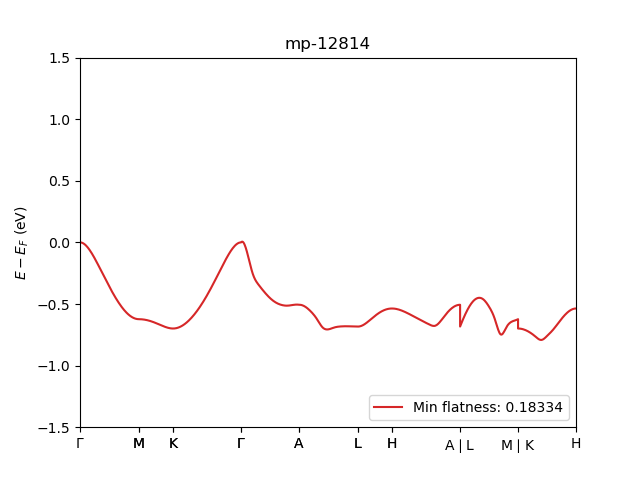 mp-12814
1.5
1.0
0.5
0.0
−0.5
−1.0
−1.5
E − E_F (eV)
Min flatness: 0.18334
Γ M K Γ A L H A | L M | K H